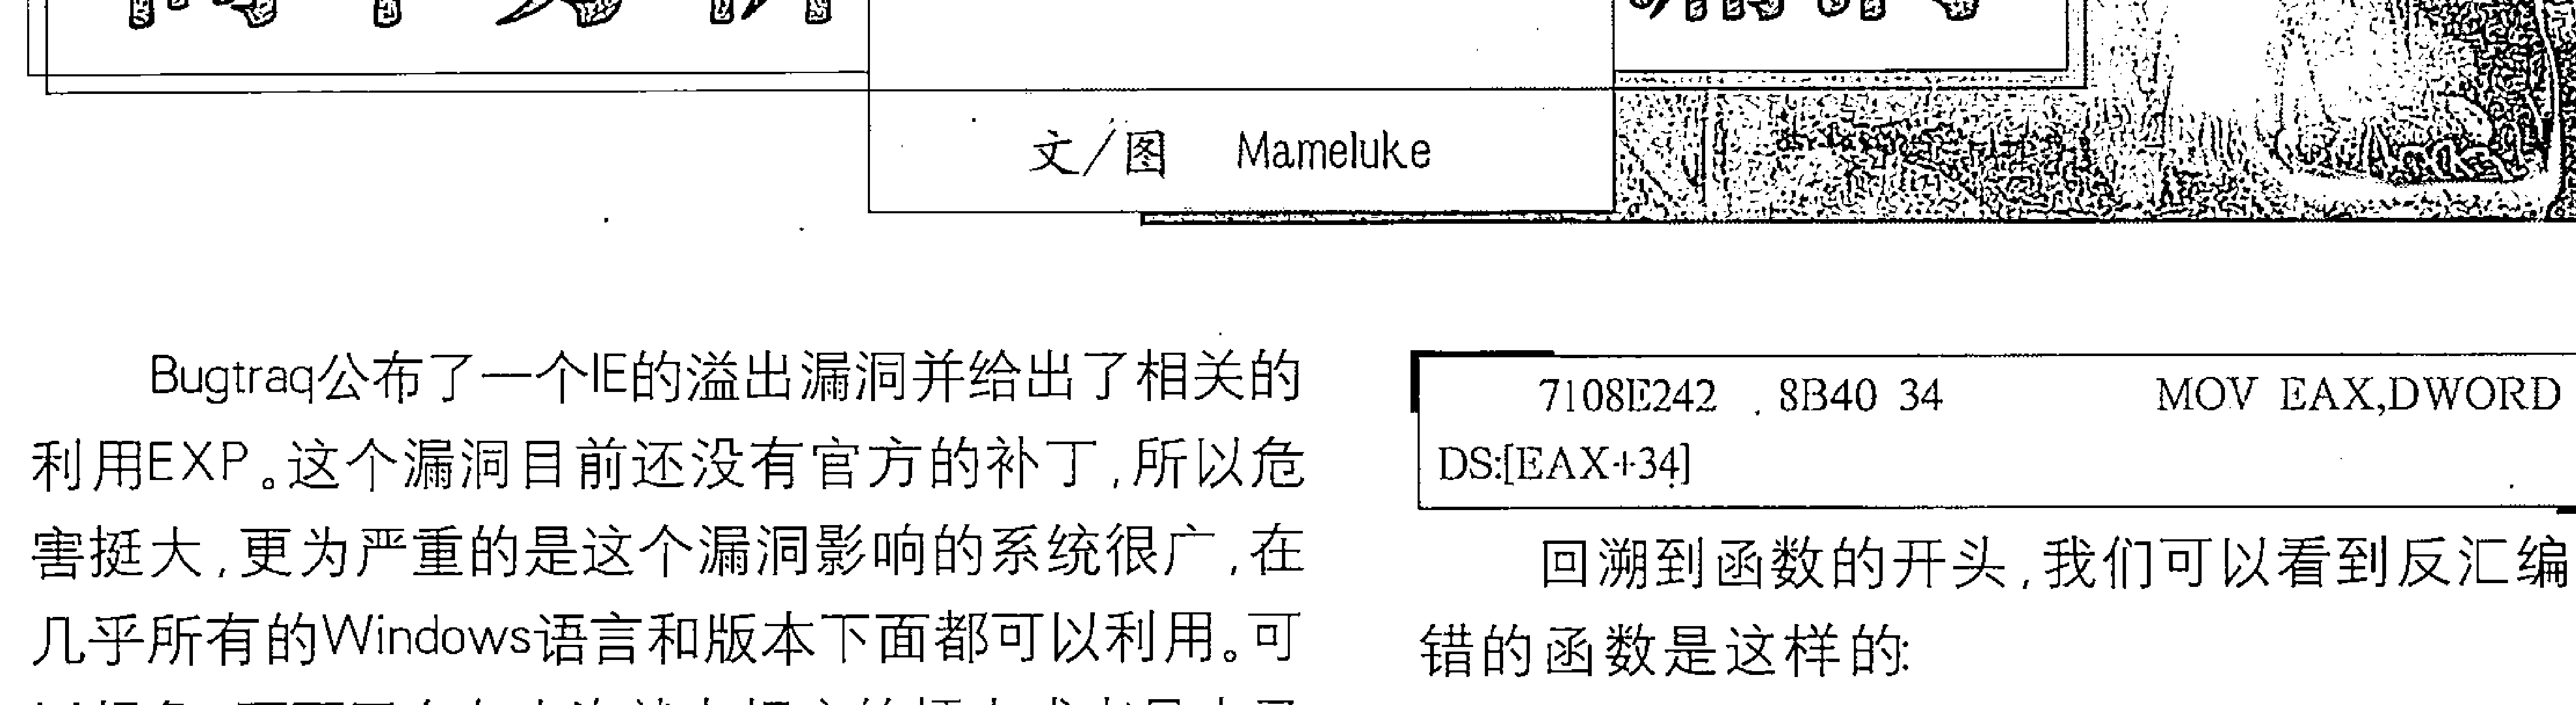 文/图 Mameluke
Bugtraq公布了一个IE的溢出漏洞并给出了相关的
利用EXP。这个漏洞目前还没有官方的补丁,所以危
害挺大,更为严重的是这个漏洞影响的系统很广,在
几乎所有的Windows语言和版本下面都可以利用。可
7108E242 . 8B40 34 MOV EAX,DWORD
DS:[EAX+34]
回溯到函数的开头,我们可以看到反汇编
错的函数是这样的: